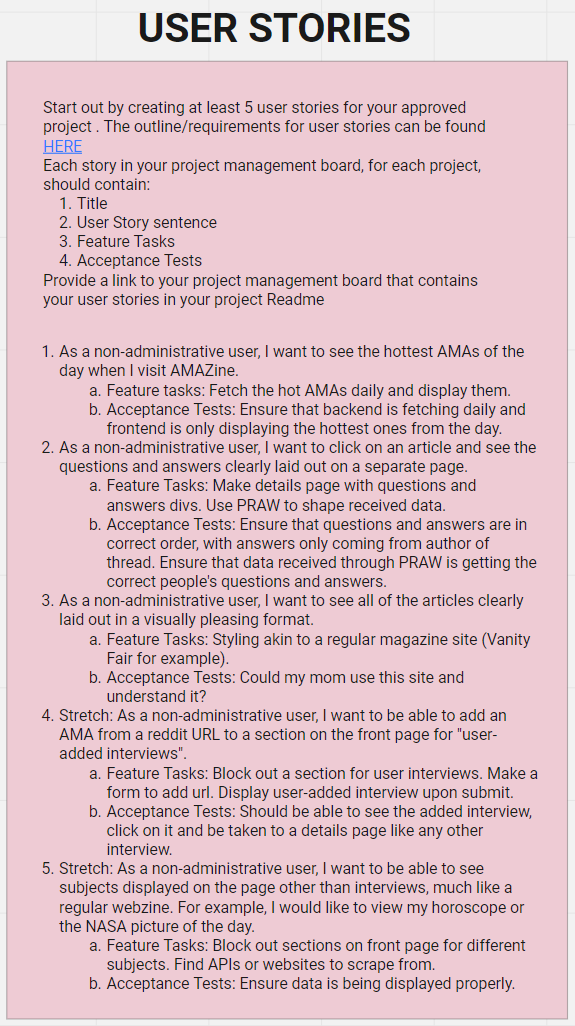 USER STORIES
Start out by creating at least 5 user stories for your approved
project . The outline/requirements for user stories can be found
HERE
Each story in your project management board, for each project,
should contain:
1. Title
2. User Story sentence
3. Feature Tasks
4. Acceptance Tests
Provide a link to your project management board that contains
your user stories in your project Readme
1. As a non-administrative user, I want to see the hottest AMAs of the
day when I visit AMAZine.
a. Feature tasks: Fetch the hot AMAs daily and display them.
b. Acceptance Tests: Ensure that backend is fetching daily and
frontend is only displaying the hottest ones from the day.
2. As a non-administrative user, I want to click on an article and see the
questions and answers clearly laid out on a separate page.
a. Feature Tasks: Make details page with questions and
answers divs. Use PRAW to shape received data.
b. Acceptance Tests: Ensure that questions and answers are in
correct order, with answers only coming from author of
thread. Ensure that data received through PRAW is getting the
correct people's questions and answers.
3. As a non-administrative user, I want to see all of the articles clearly
laid out in a visually pleasing format.
a. Feature Tasks: Styling akin to a regular magazine site (Vanity
Fair for example).
b. Acceptance Tests: Could my mom use this site and
understand it?
4. Stretch: As a non-administrative user, I want to be able to add an
AMA from a reddit URL to a section on the front page for "user-
added interviews".
a. Feature Tasks: Block out a section for user interviews. Make a
form to add url. Display user-added interview upon submit.
b. Acceptance Tests: Should be able to see the added interview,
click on it and be taken to a details page like any other
interview.
5. Stretch: As a non-administrative user, I want to be able to see
subjects displayed on the page other than interviews, much like a
regular webzine. For example, I would like to view my horoscope or
the NASA picture of the day.
a. Feature Tasks: Block out sections on front page for different
subjects. Find APIs or websites to scrape from.
b. Acceptance Tests: Ensure data is being displayed properly.